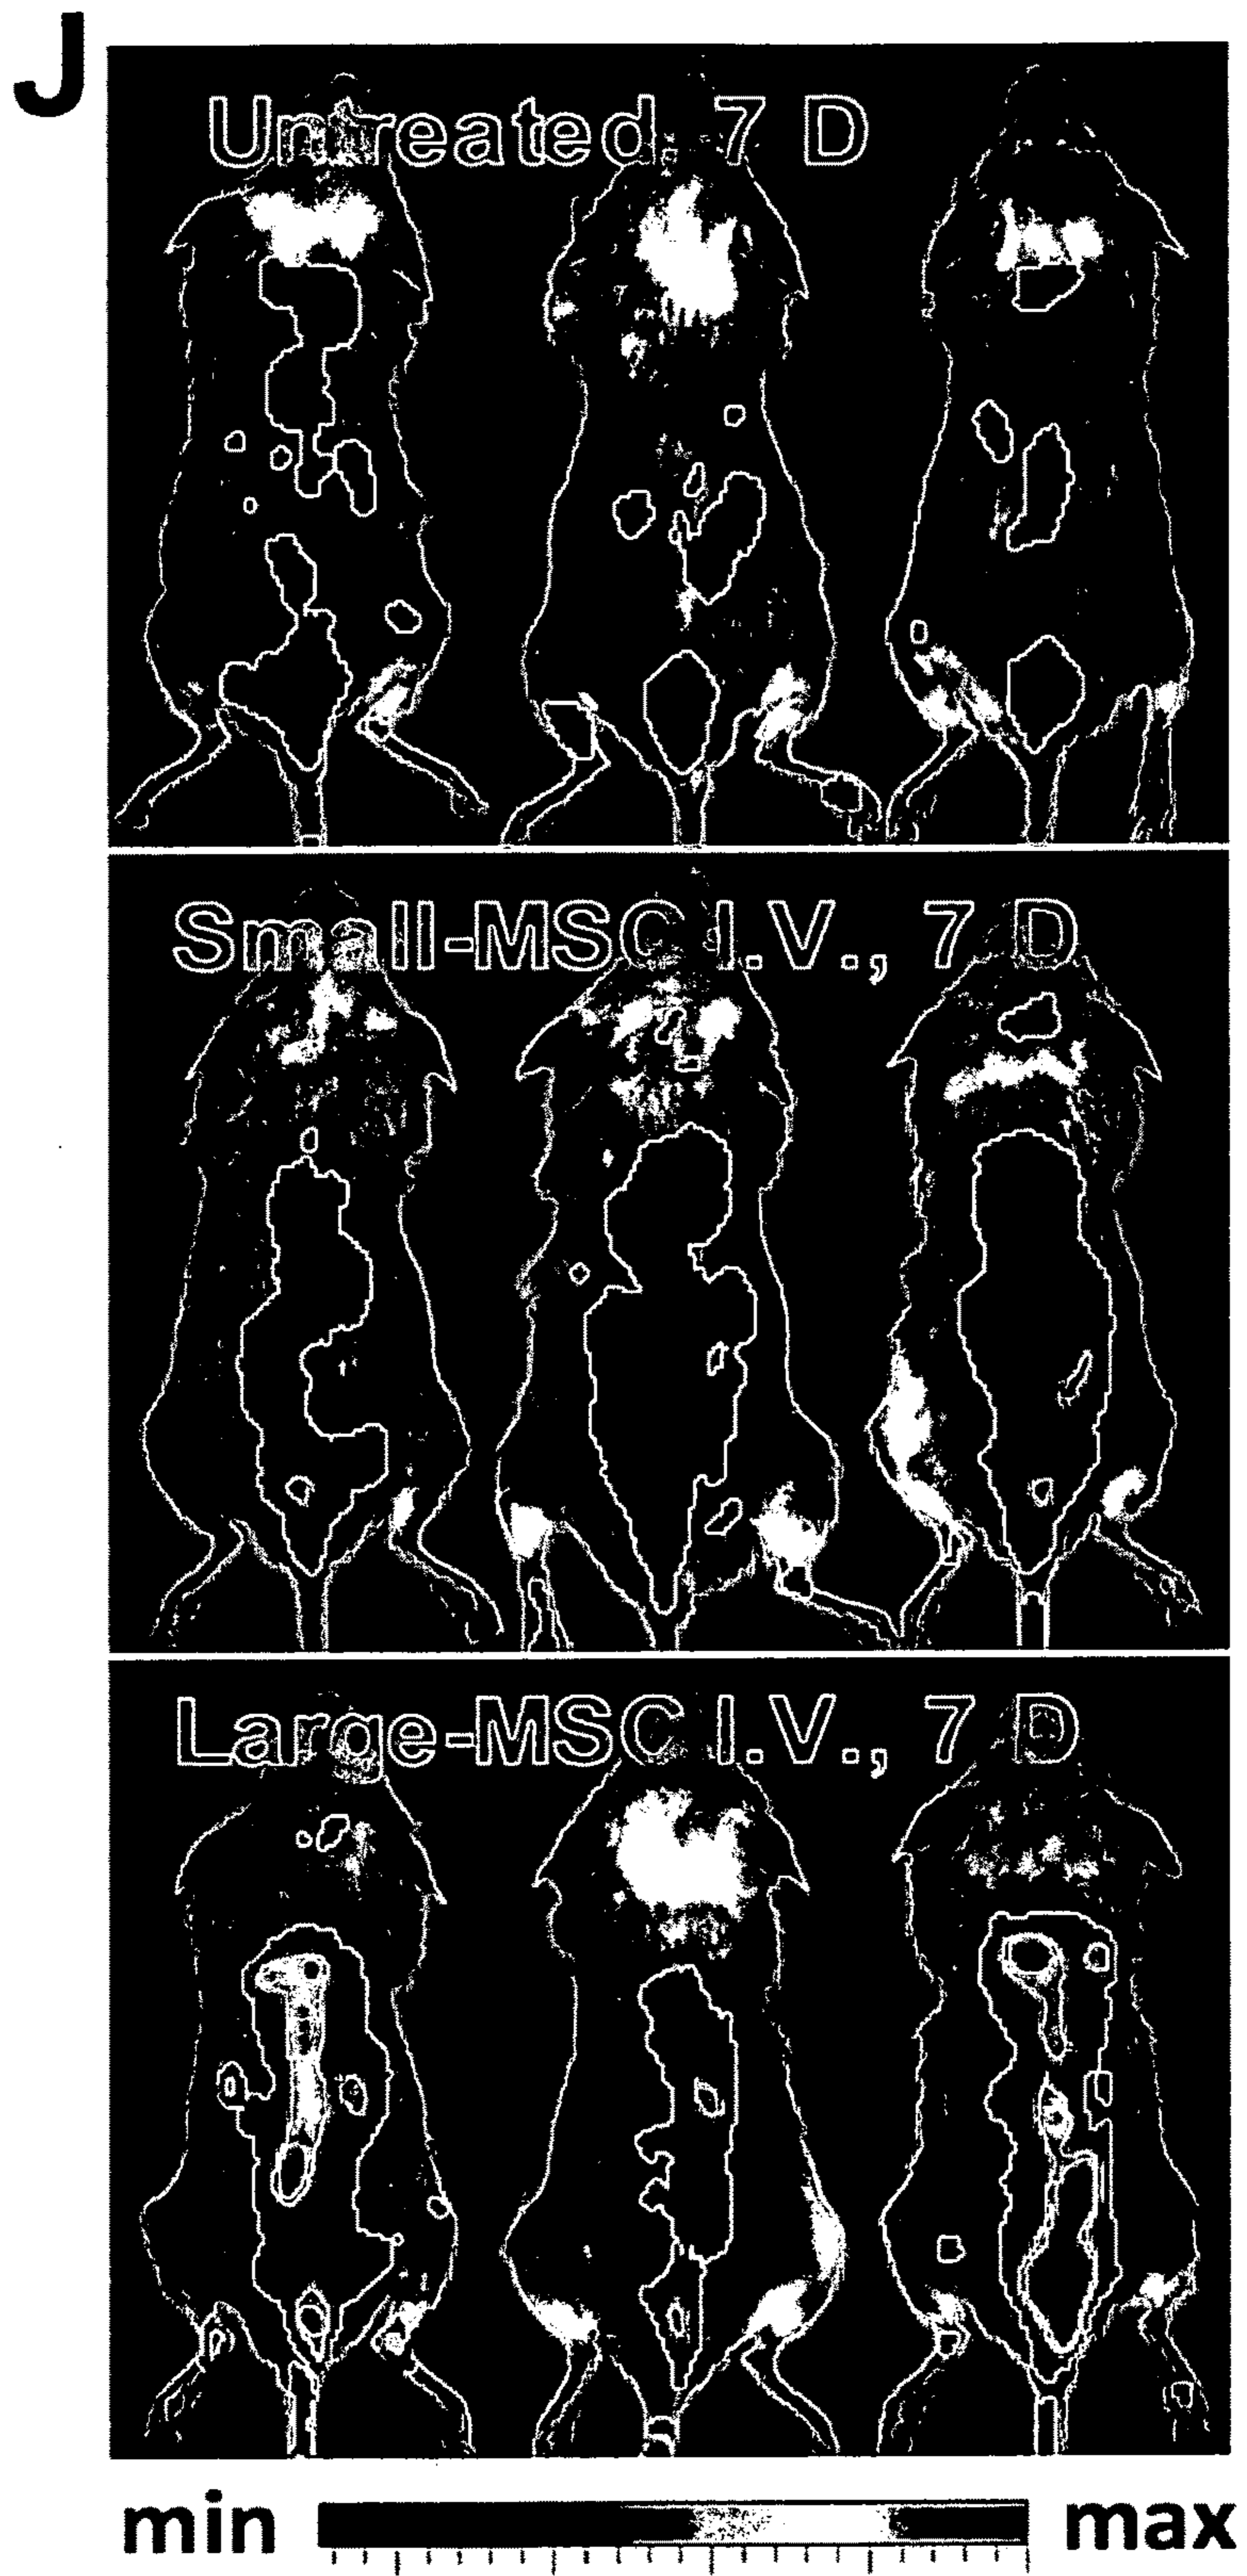 J
Untreated, 7 D
Small-MSC I.V., 7 D
Large-MSC I.V., 7 D
min max